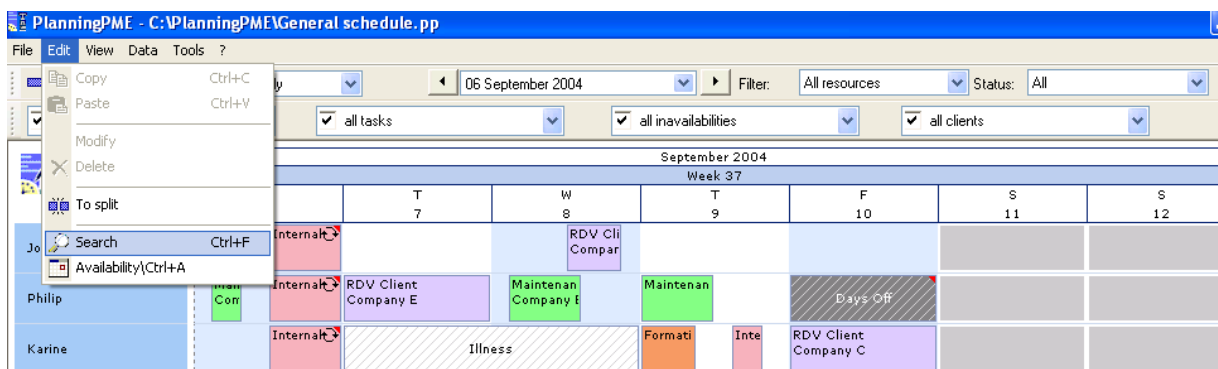 PlanningPME - C:\PlanningPME\General schedule.pp
File Edit View Data Tools ?
Copy Ctrl+C
Paste Ctrl+V
Modify
Delete
To split
Search Ctrl+F
Availability\Ctrl+A
06 September 2004 Filter: All resources Status: All
all tasks all inavailabilities all clients
September 2004
Week 37
T W T F S S
7 8 9 10 11 12
Jo
Internal RDV Cli
Compar
Philip
Con
Internal RDV Client Maintenan Maintenan Days Off
Company E Company E
Karine
Internal Illness Formati Inte RDV Client
Company C